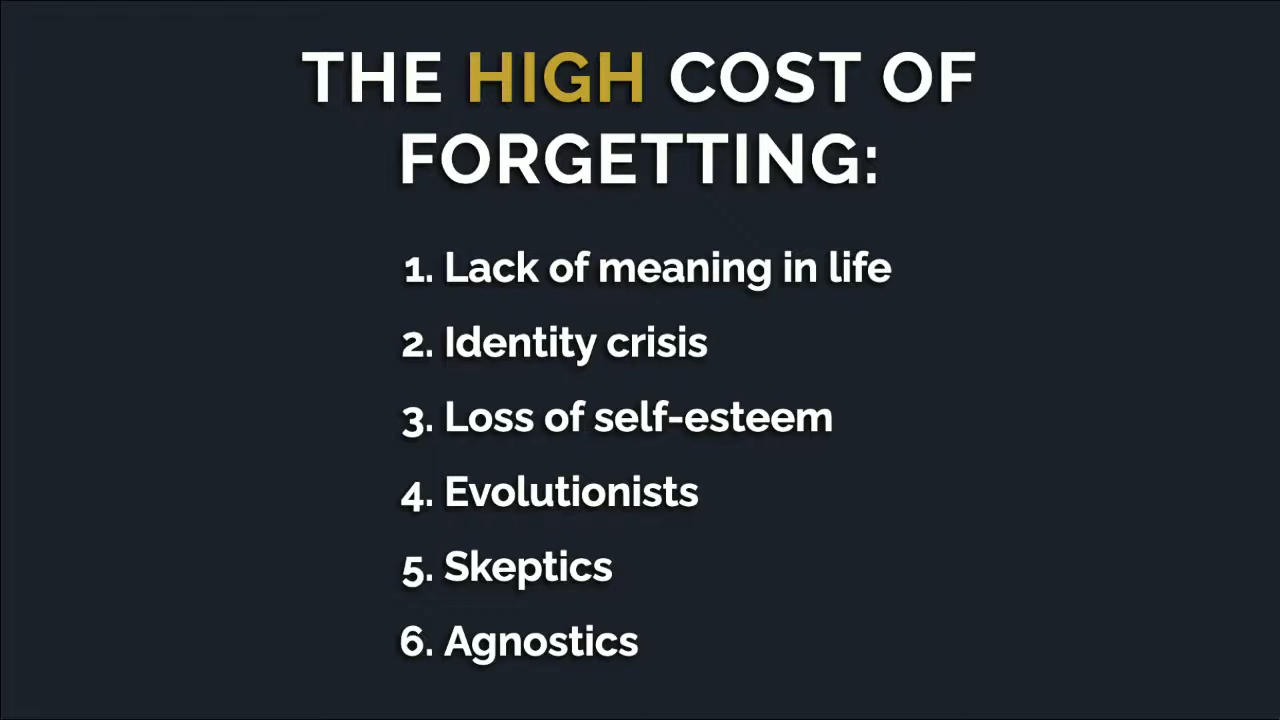 THE HIGH COST OF
FORGETTING:
1. Lack of meaning in life
2. Identity crisis
3. Loss of self-esteem
4. Evolutionists
5. Skeptics
6. Agnostics